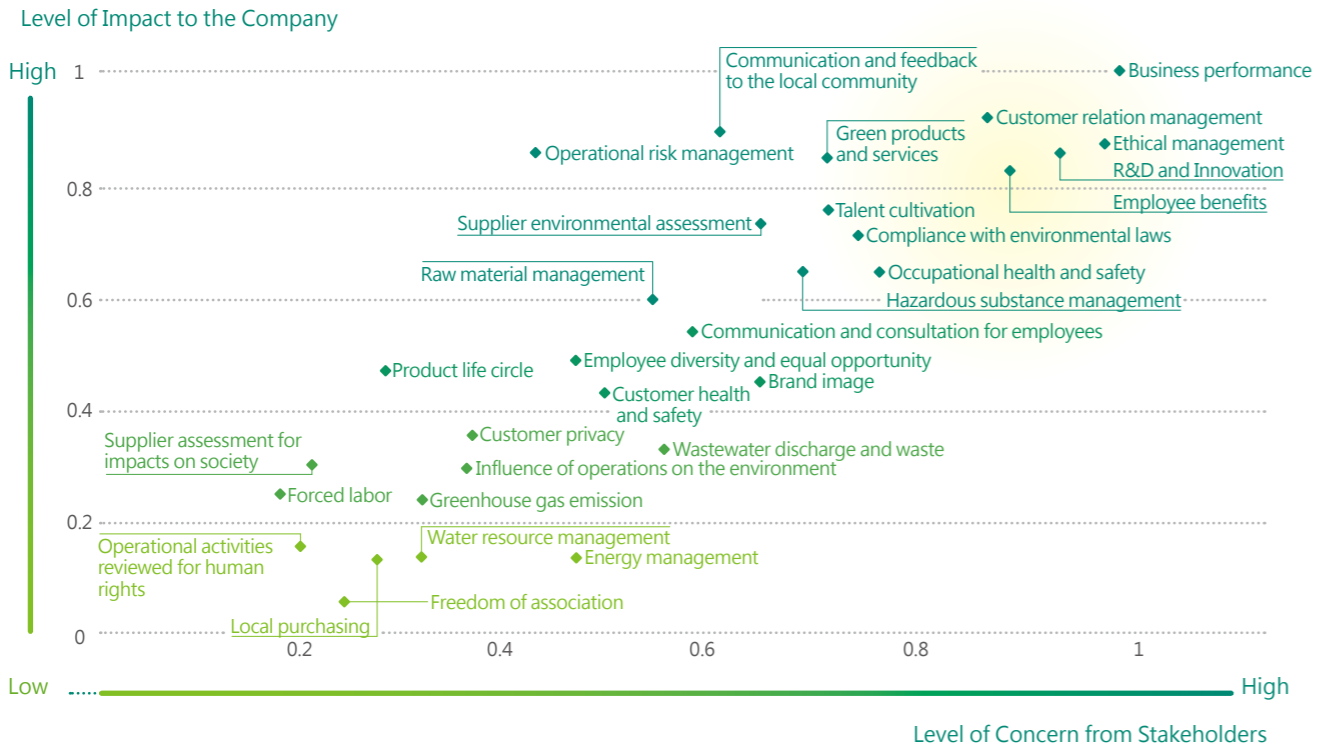 Level of Impact to the Company
High
1
Communication and feedback
to the local community
Business performance
Customer relation management
Green products
and services
Ethical management
Operational risk management
R&D and Innovation
0.8
Employee benefits
Talent cultivation
Supplier environmental assessment
Compliance with environmental laws
Raw material management
Occupational health and safety
0.6
Hazardous substance management
Communication and consultation for employees
Employee diversity and equal opportunity
Product life circle
Brand image
Customer health
and safety
0.4
Customer privacy
Supplier assessment for
impacts on society
Wastewater discharge and waste
Influence of operations on the environment
Forced labor
Greenhouse gas emission
0.2
Water resource management
Operational activities
reviewed for human
rights
Energy management
Freedom of association
Local purchasing
0
0.2
0.4
0.6
0.8
1
Low
High
Level of Concern from Stakeholders